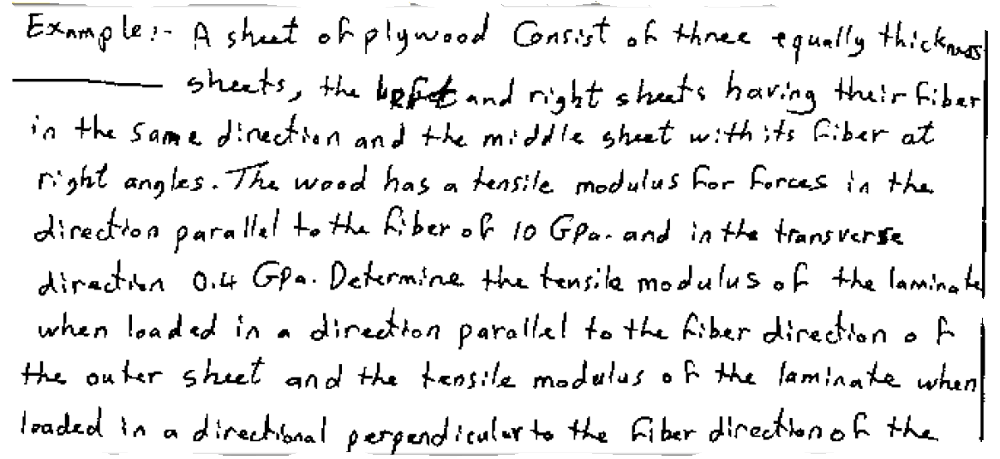 Example:- A sheet of plywood Consist of three equally thickness
sheets, the and right sheets having their fiber
in the same direction and the middle sheet with its fiber at
right angles. The wood has a tensile modulus for forces in the
direction parallel to the fiber of 10 GPa. and in the transverse
direction 0.4 GPa. Determine the tensile modulus of the laminate
when loaded in a direction parallel to the fiber direction of
the outer sheet and the tensile modulus of the laminate when
loaded in a directional perpendicular to the fiber direction of the